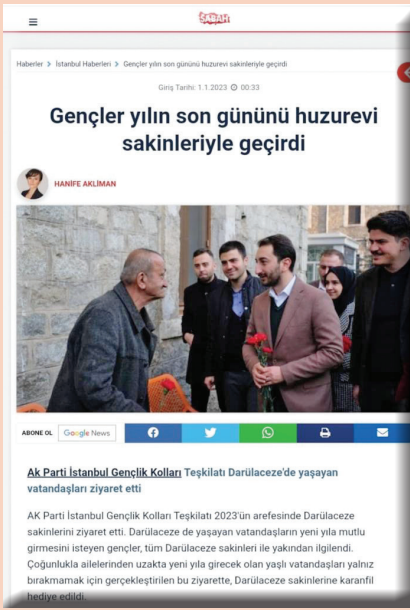 SABAH
Haberler > İstanbul Haberleri > Gençler yılın son gününü huzurevi sakinleriyle geçirdi
Giriş Tarihi: 1.1.2023 00:33
Gençler yılın son gününü huzurevi
sakinleriyle geçirdi
HANİFE AKLİMAN
ABONE OL Google News
Ak Parti İstanbul Gençlik Kolları Teşkilatı Darülaceze'de yaşayan
vatandaşları ziyaret etti
AK Parti İstanbul Gençlik Kolları Teşkilatı 2023'ün arefesinde Darülaceze
sakinlerini ziyaret etti. Darülaceze de yaşayan vatandaşların yeni yıla mutlu
girmesini isteyen gençler, tüm Darülaceze sakinleri ile yakından ilgilendi.
Çoğunlukla ailelerinden uzakta yeni yıla girecek olan yaşlı vatandaşları yalnız
bırakmamak için gerçekleştirilen bu ziyarette, Darülaceze sakinlerine karanfil
hediye edildi.